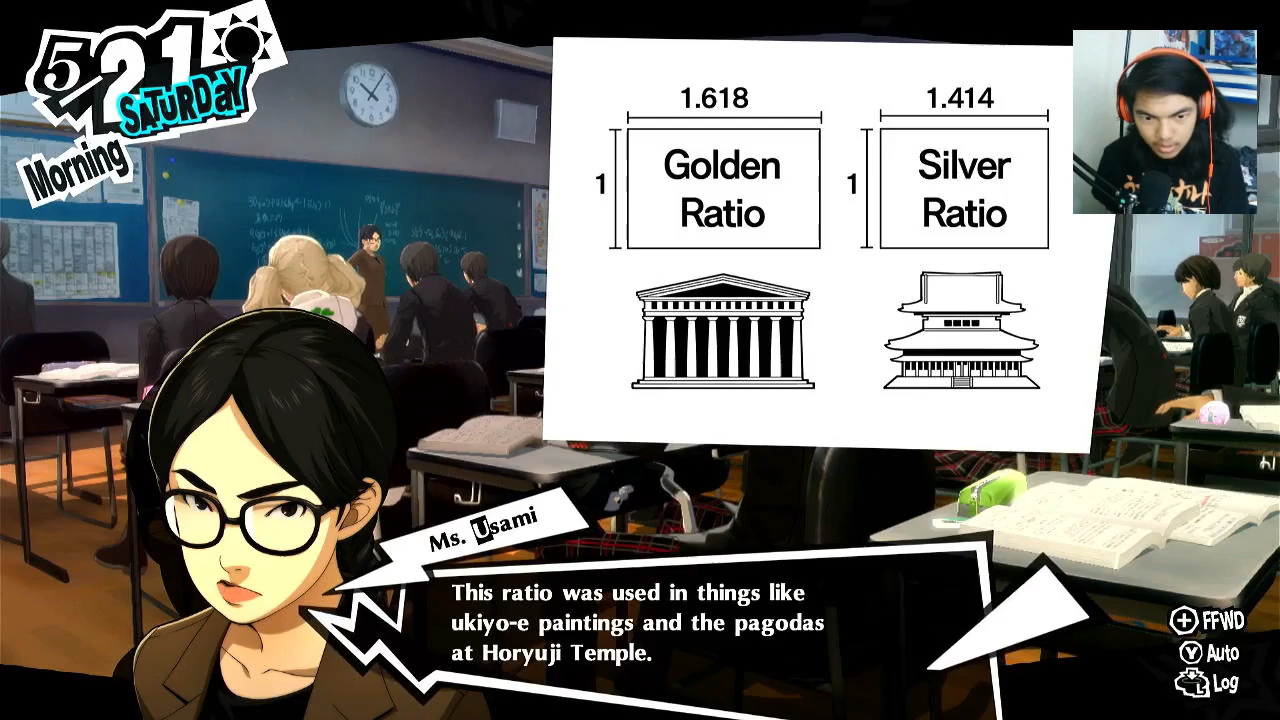 5/21
SATURDAY
Morning
1.618
1.414
1
Golden
Ratio
1
Silver
Ratio
Ms. Usami
This ratio was used in things like
ukiyo-e paintings and the pagodas
at Horyuji Temple.
+ FFWD
Y Auto
L Log